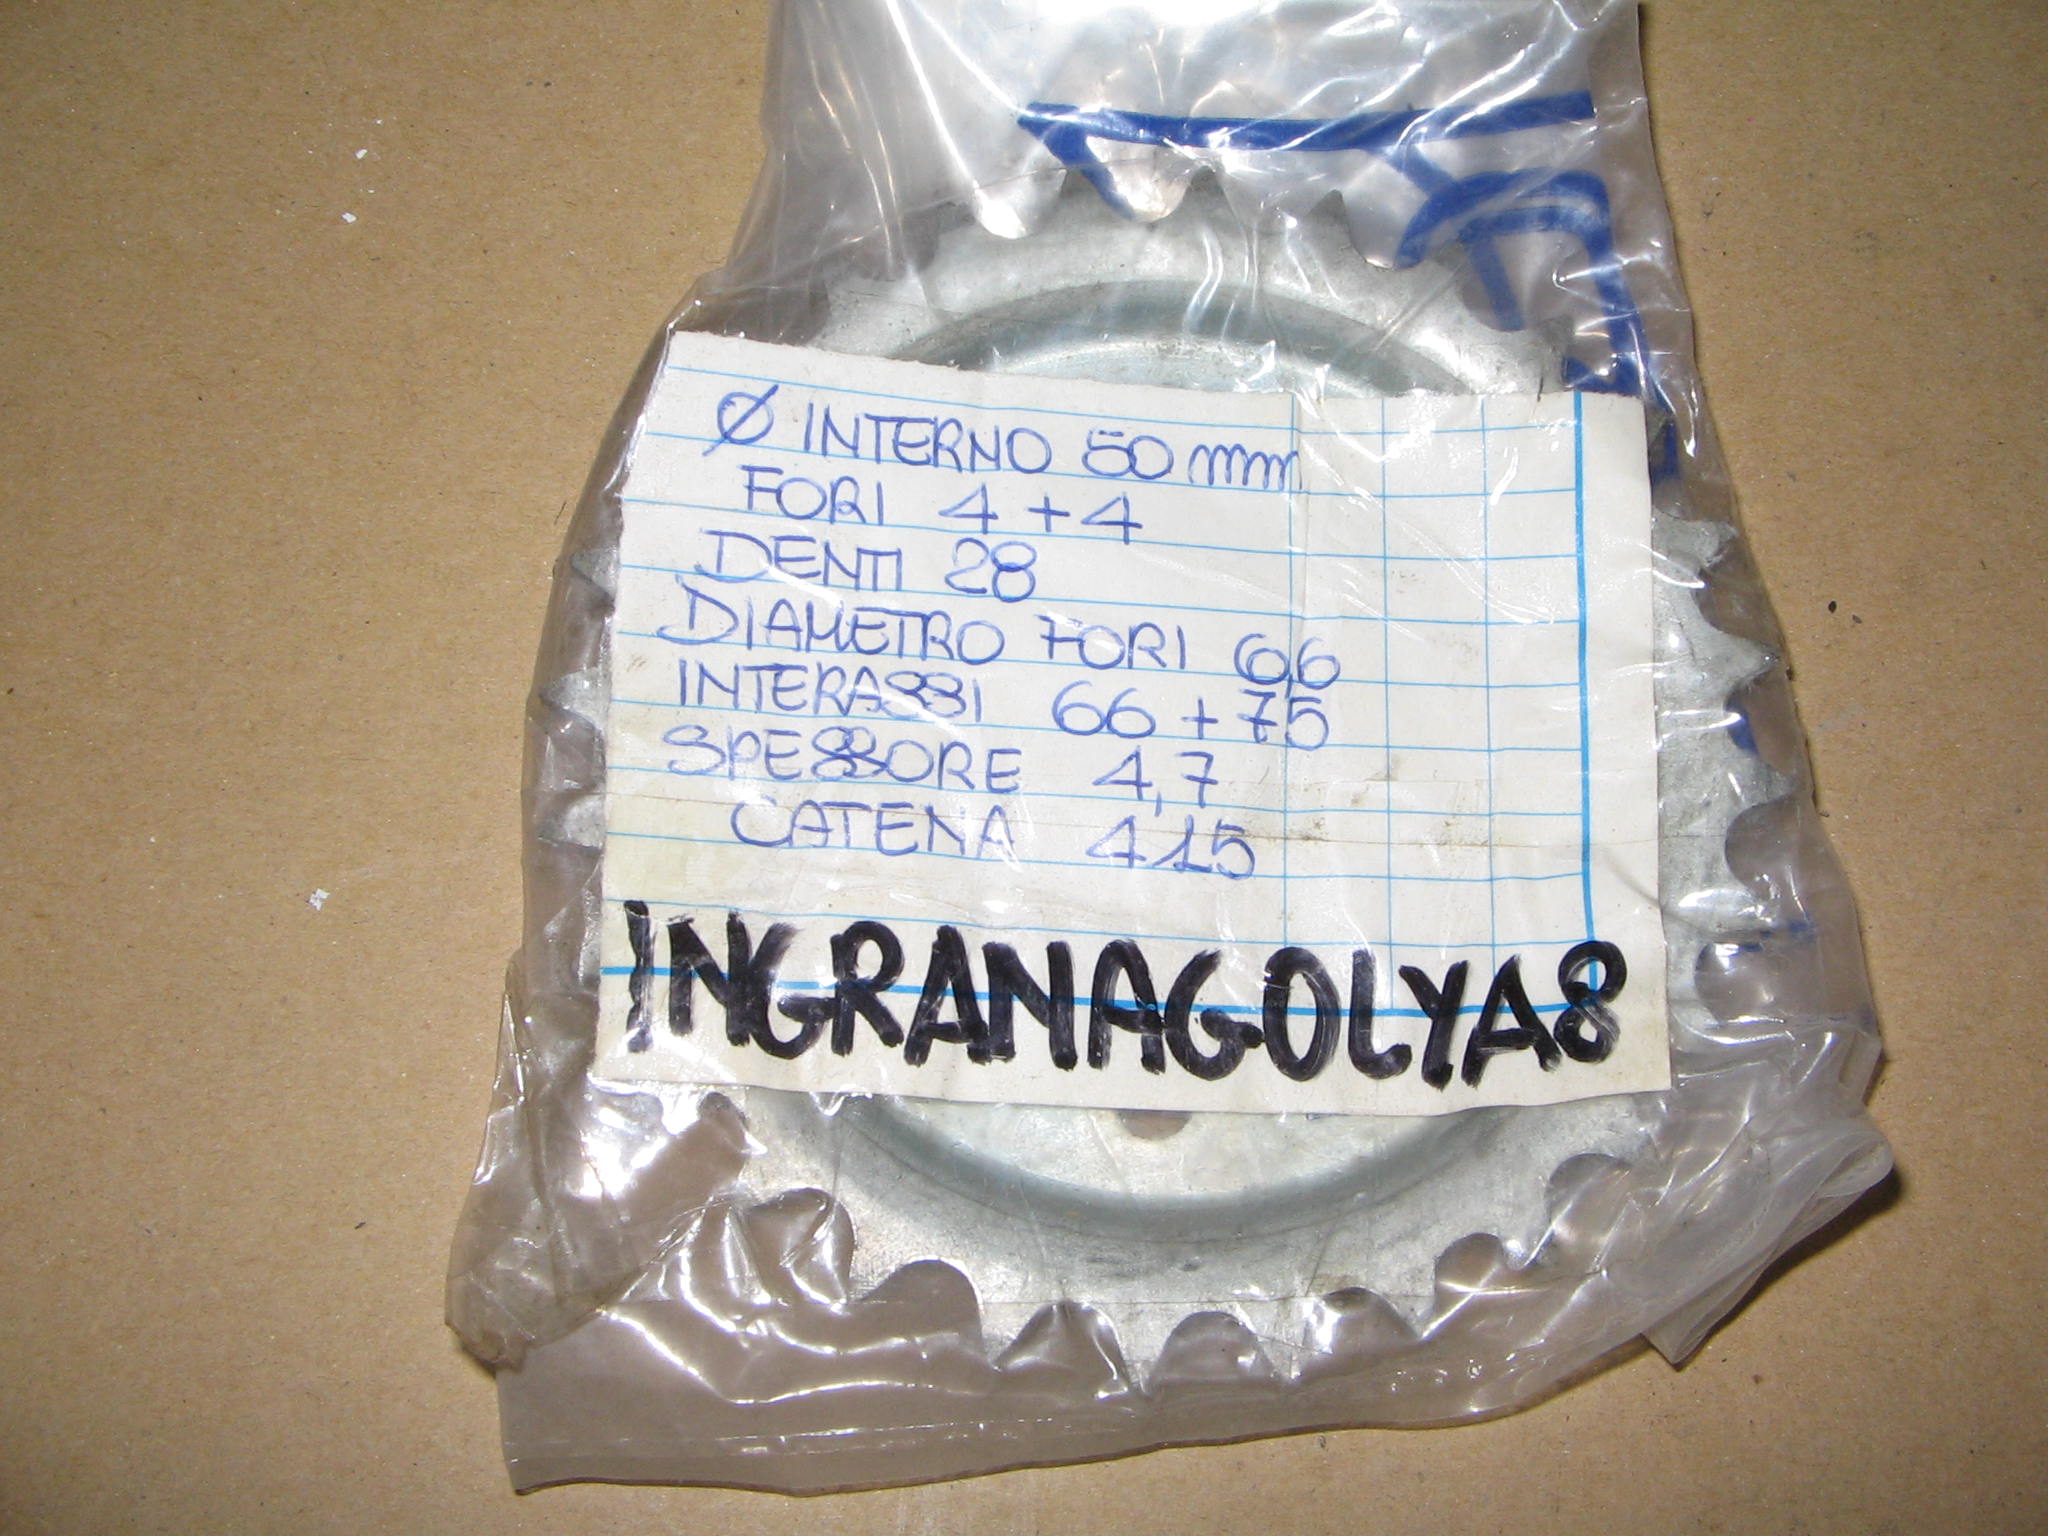 Ø INTERNO 50 mm
FORI 4 + 4
DENTI 28
DIAMETRO FORI 6,6
INTERASSI 66 + 75
SPESSORE 4,7
CATENA 415
INGRANAGOLYA8